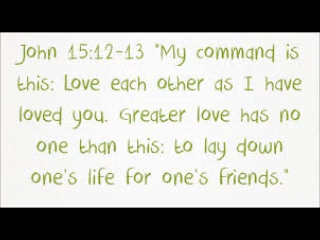 John 15:12-13 "My command is
this: Love each other as I have
loved you. Greater love has no
one than this: to lay down
one's life for one's friends."